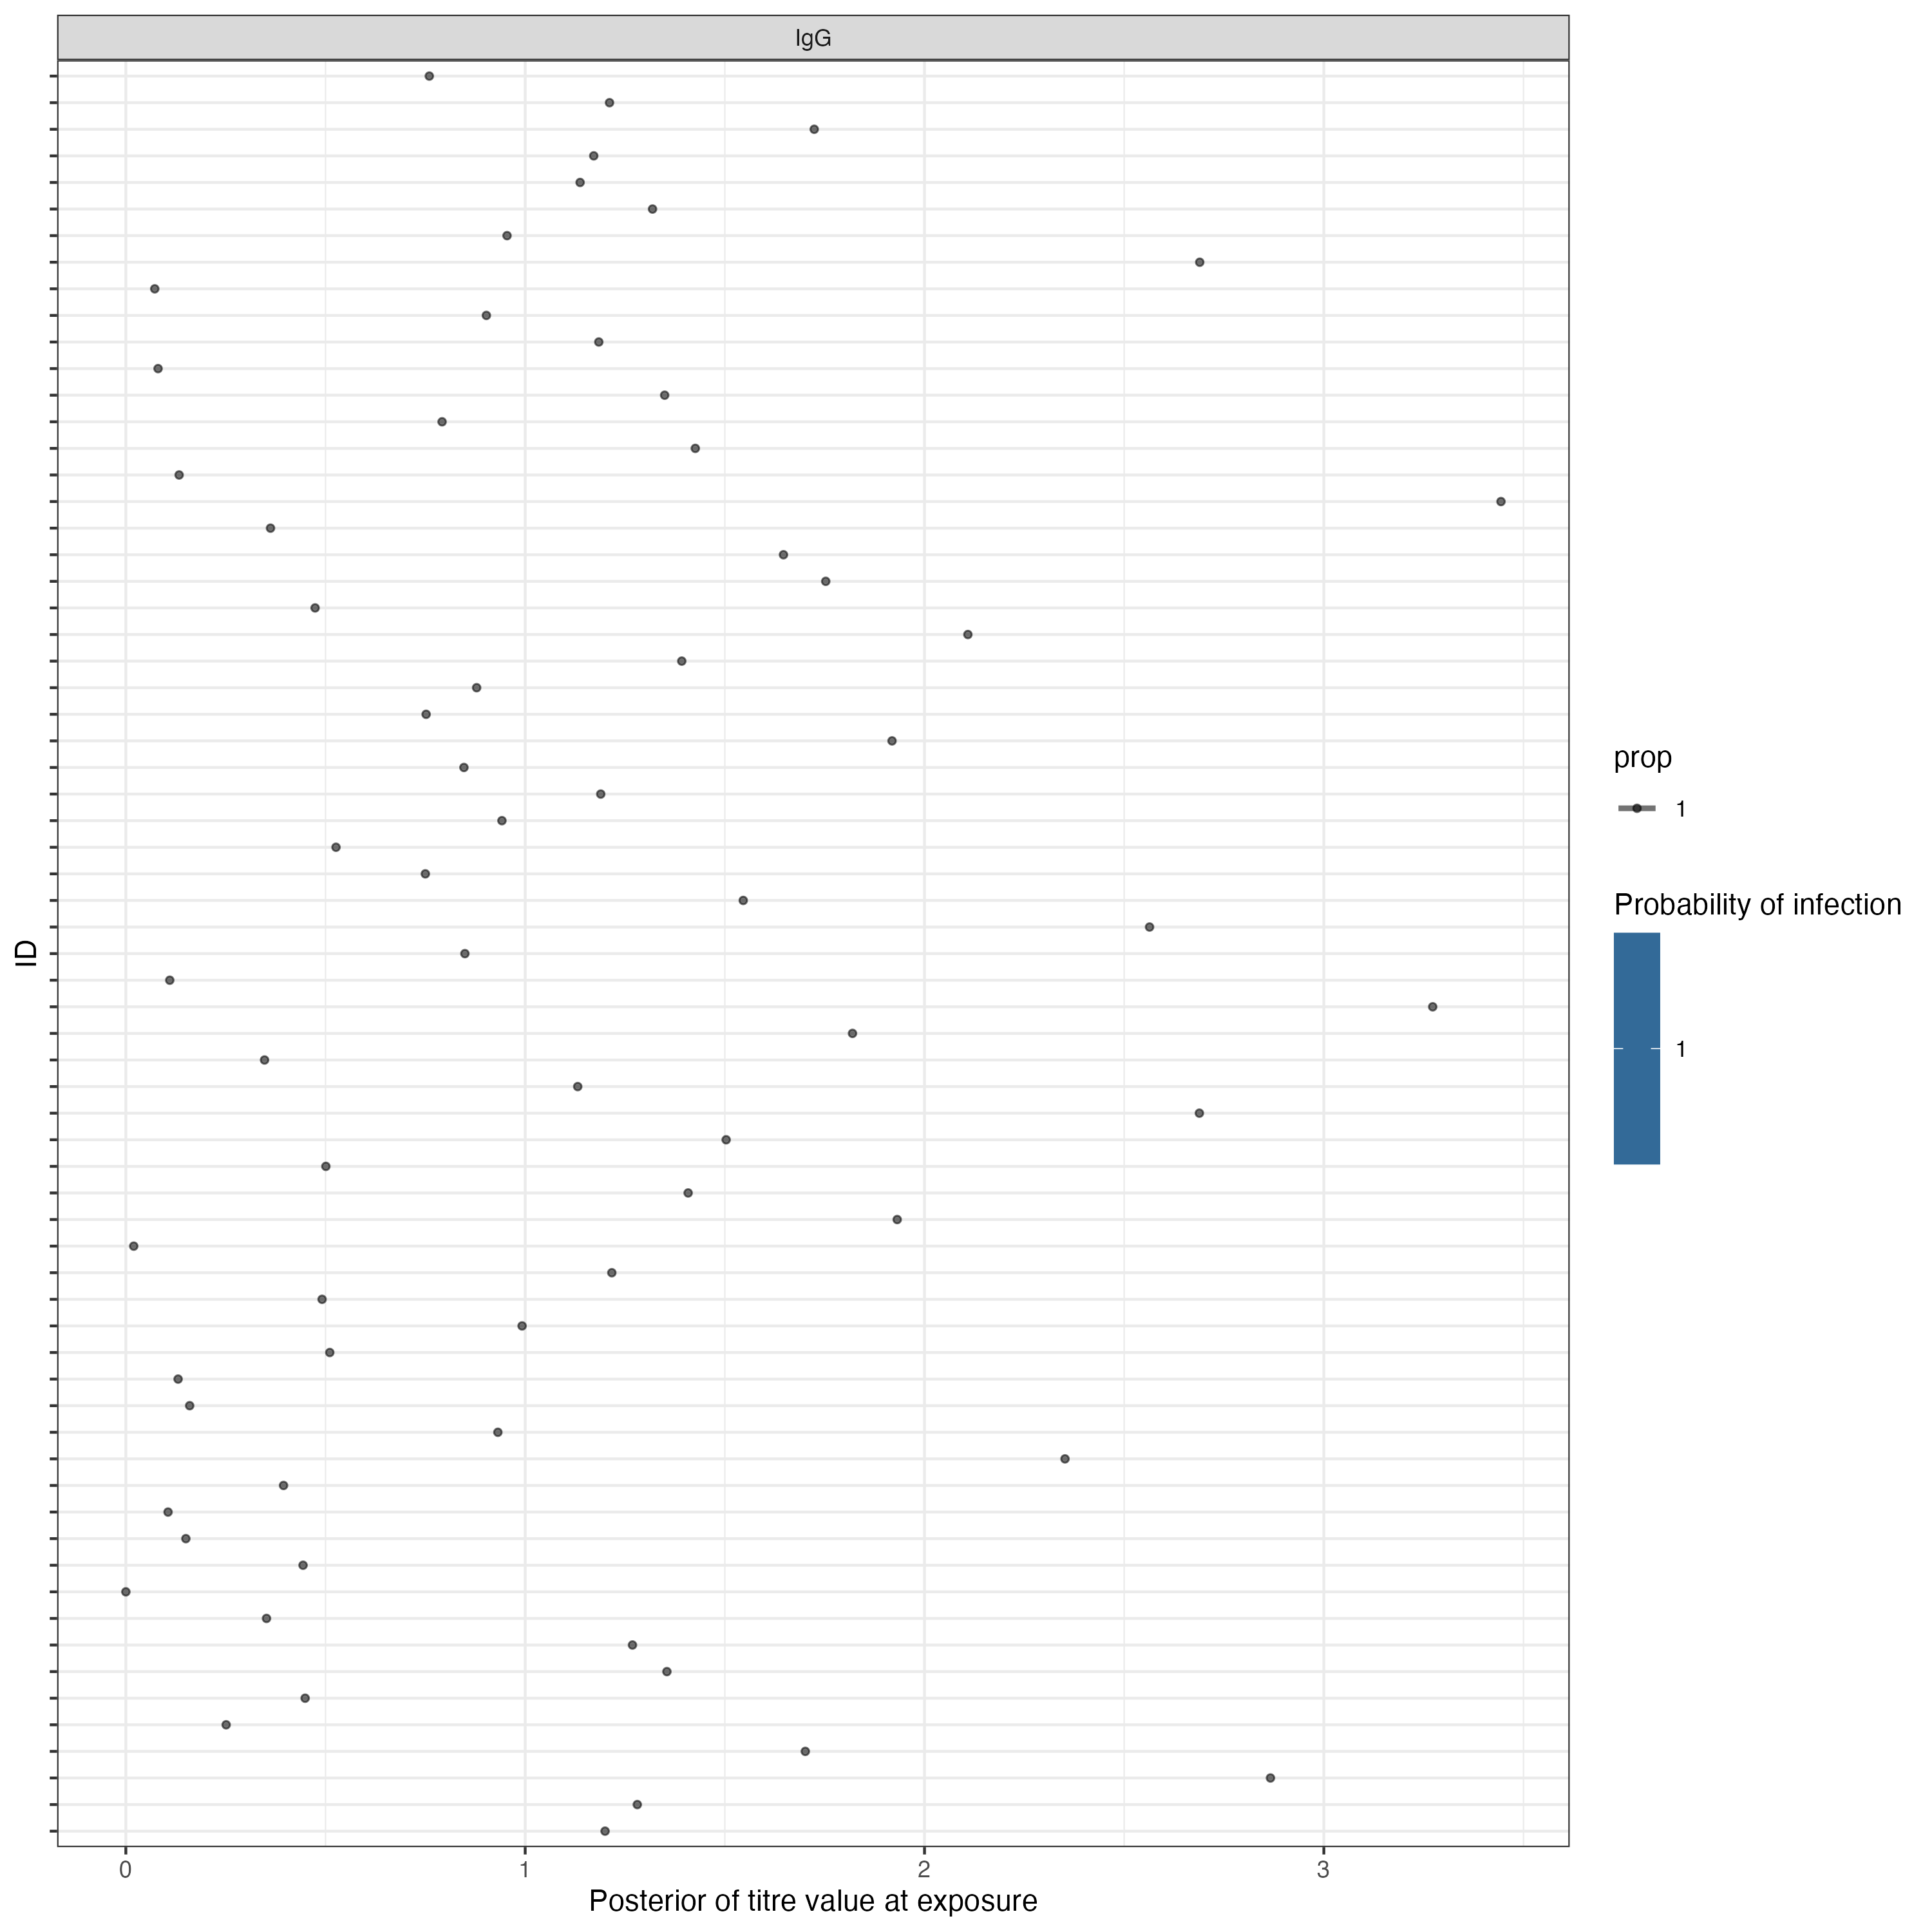 IgG
ID
prop
1
Probability of infection
1
0 1 2 3
Posterior of titre value at exposure